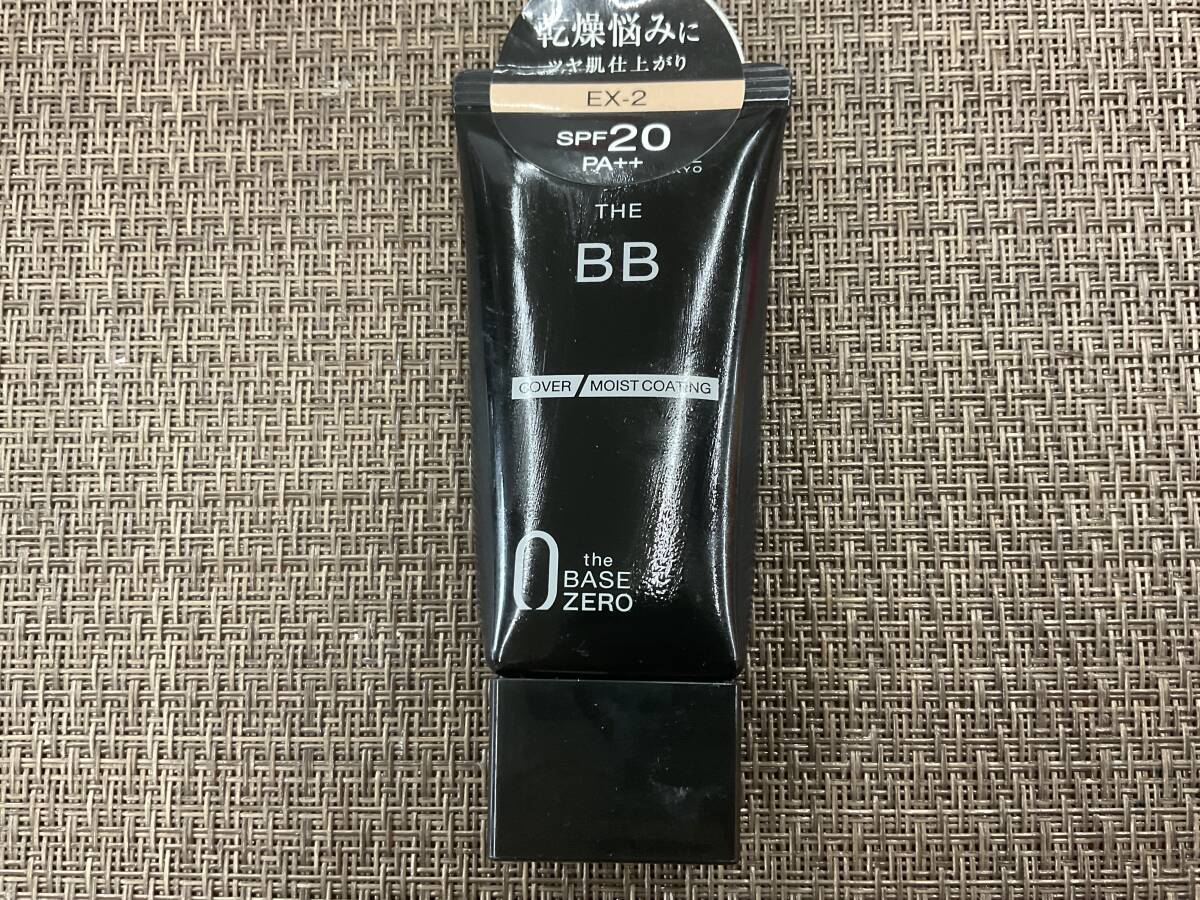 乾燥悩みに
ツヤ肌仕上がり
EX-2
SPF20
PA++
THE
BB
COVER/MOIST COATING
0
the
BASE
ZERO